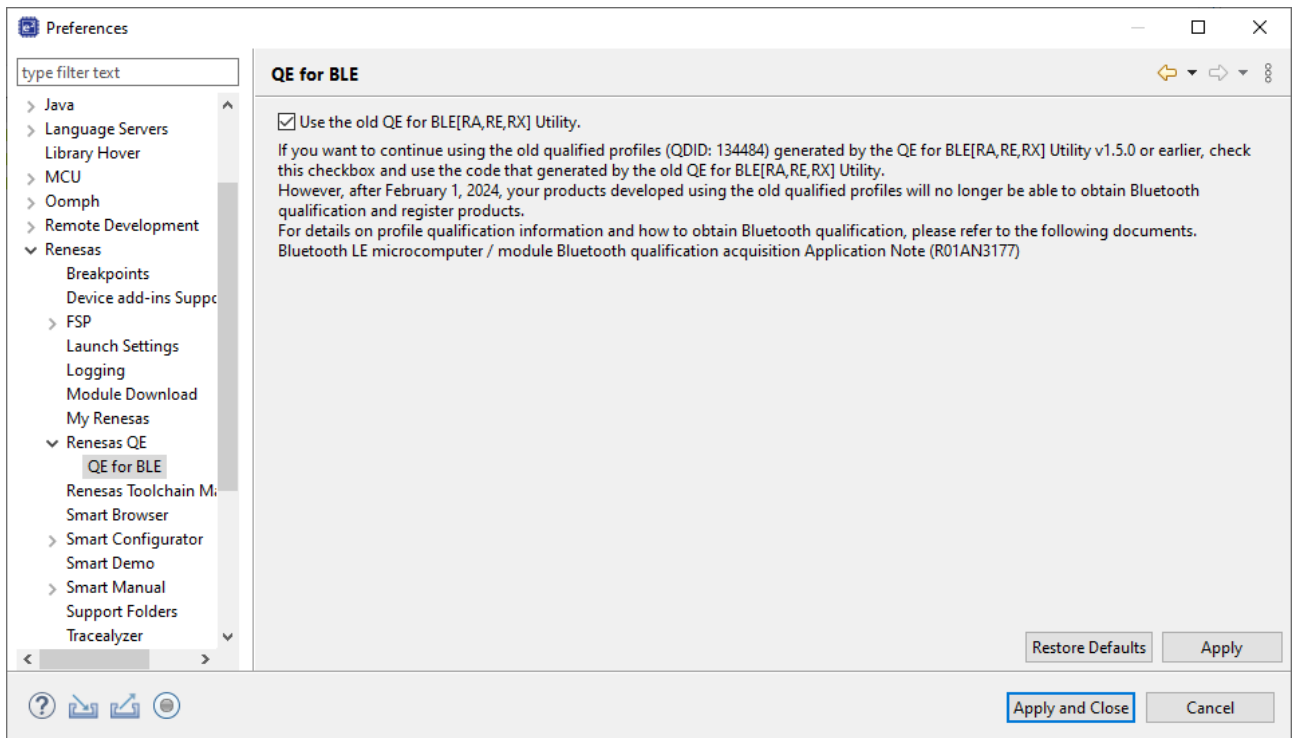 Preferences
type filter text
Java
Language Servers
Library Hover
MCU
Oomph
Remote Development
Renesas
Breakpoints
Device add-ins Suppo
FSP
Launch Settings
Logging
Module Download
My Renesas
Renesas QE
QE for BLE
Renesas Toolchain Ma
Smart Browser
Smart Configurator
Smart Demo
Smart Manual
Support Folders
Tracealyzer
QE for BLE
Use the old QE for BLE[RA,RE,RX] Utility.
If you want to continue using the old qualified profiles (QDID: 134484) generated by the QE for BLE[RA,RE,RX] Utility v1.5.0 or earlier, check
this checkbox and use the code that generated by the old QE for BLE[RA,RE,RX] Utility.
However, after February 1, 2024, your products developed using the old qualified profiles will no longer be able to obtain Bluetooth
qualification and register products.
For details on profile qualification information and how to obtain Bluetooth qualification, please refer to the following documents.
Bluetooth LE microcomputer / module Bluetooth qualification acquisition Application Note (R01AN3177)
Restore Defaults
Apply
Apply and Close
Cancel